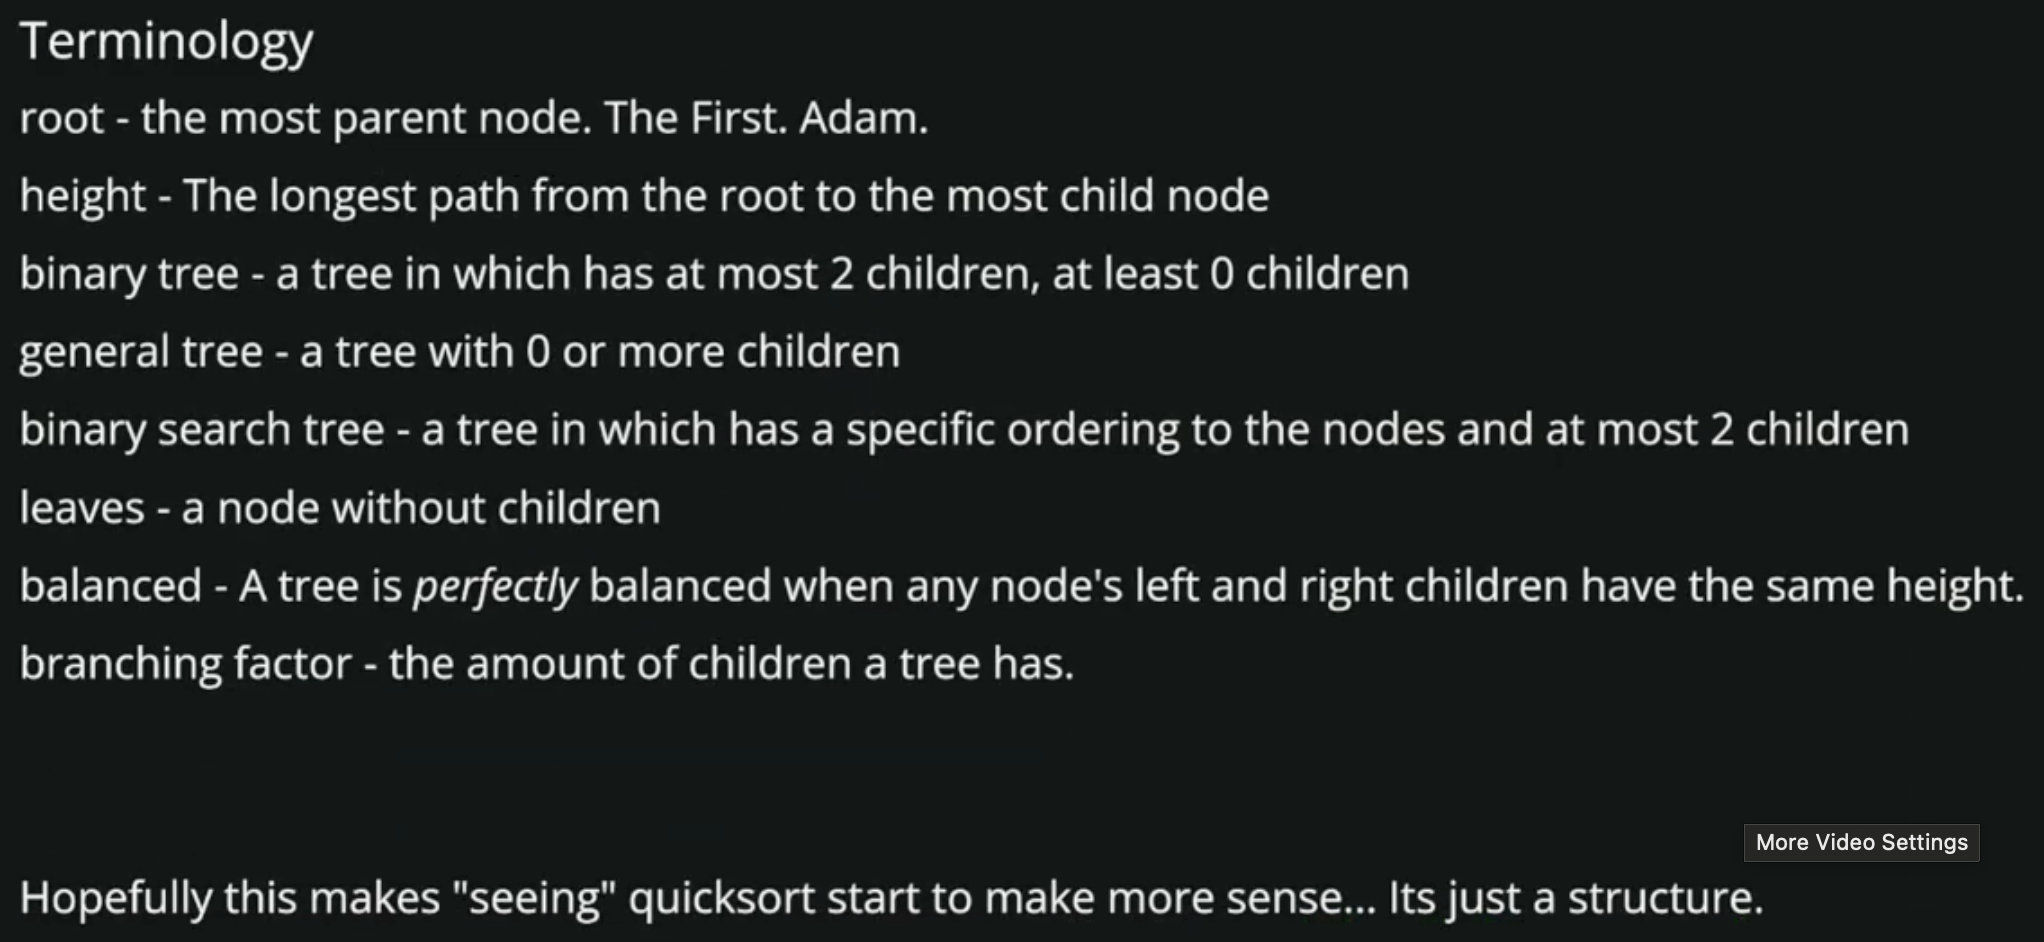 Terminology
root - the most parent node. The First. Adam.
height - The longest path from the root to the most child node
binary tree - a tree in which has at most 2 children, at least 0 children
general tree - a tree with 0 or more children
binary search tree - a tree in which has a specific ordering to the nodes and at most 2 children
leaves - a node without children
balanced - A tree is perfectly balanced when any node's left and right children have the same height.
branching factor - the amount of children a tree has.
More Video Settings
Hopefully this makes "seeing" quicksort start to make more sense... Its just a structure.